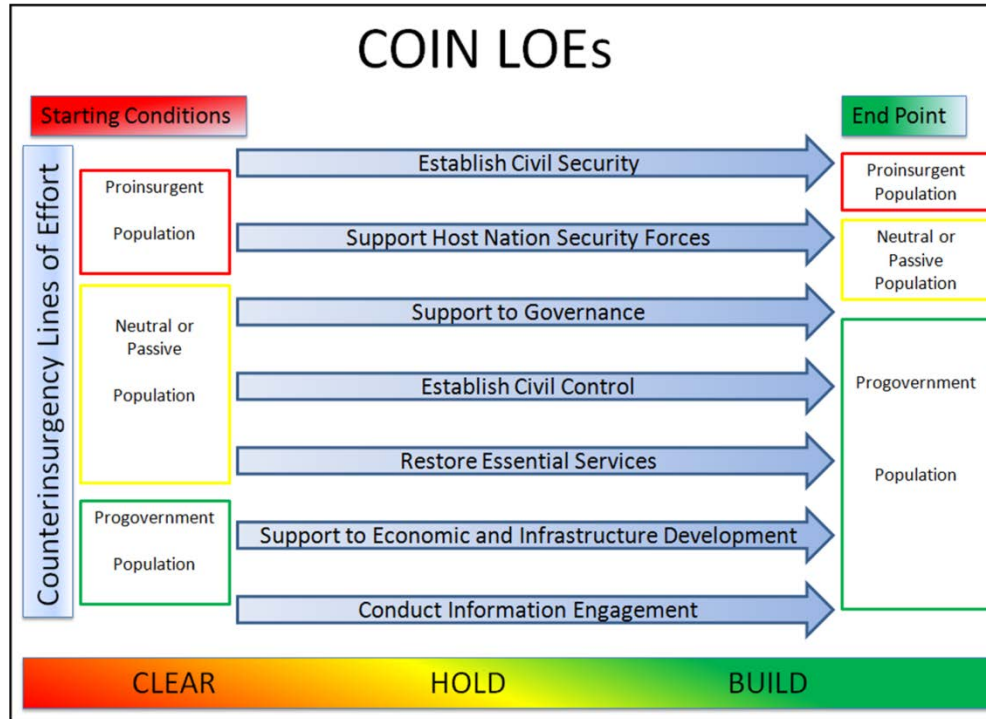 COIN LOEs
Starting Conditions
End Point
Counterinsurgency Lines of Effort
Proinsurgent
Population
Neutral or
Passive
Population
Progovernment
Population
Establish Civil Security
Support Host Nation Security Forces
Support to Governance
Establish Civil Control
Restore Essential Services
Support to Economic and Infrastructure Development
Conduct Information Engagement
Proinsurgent
Population
Neutral or
Passive
Population
Progovernment
Population
CLEAR
HOLD
BUILD